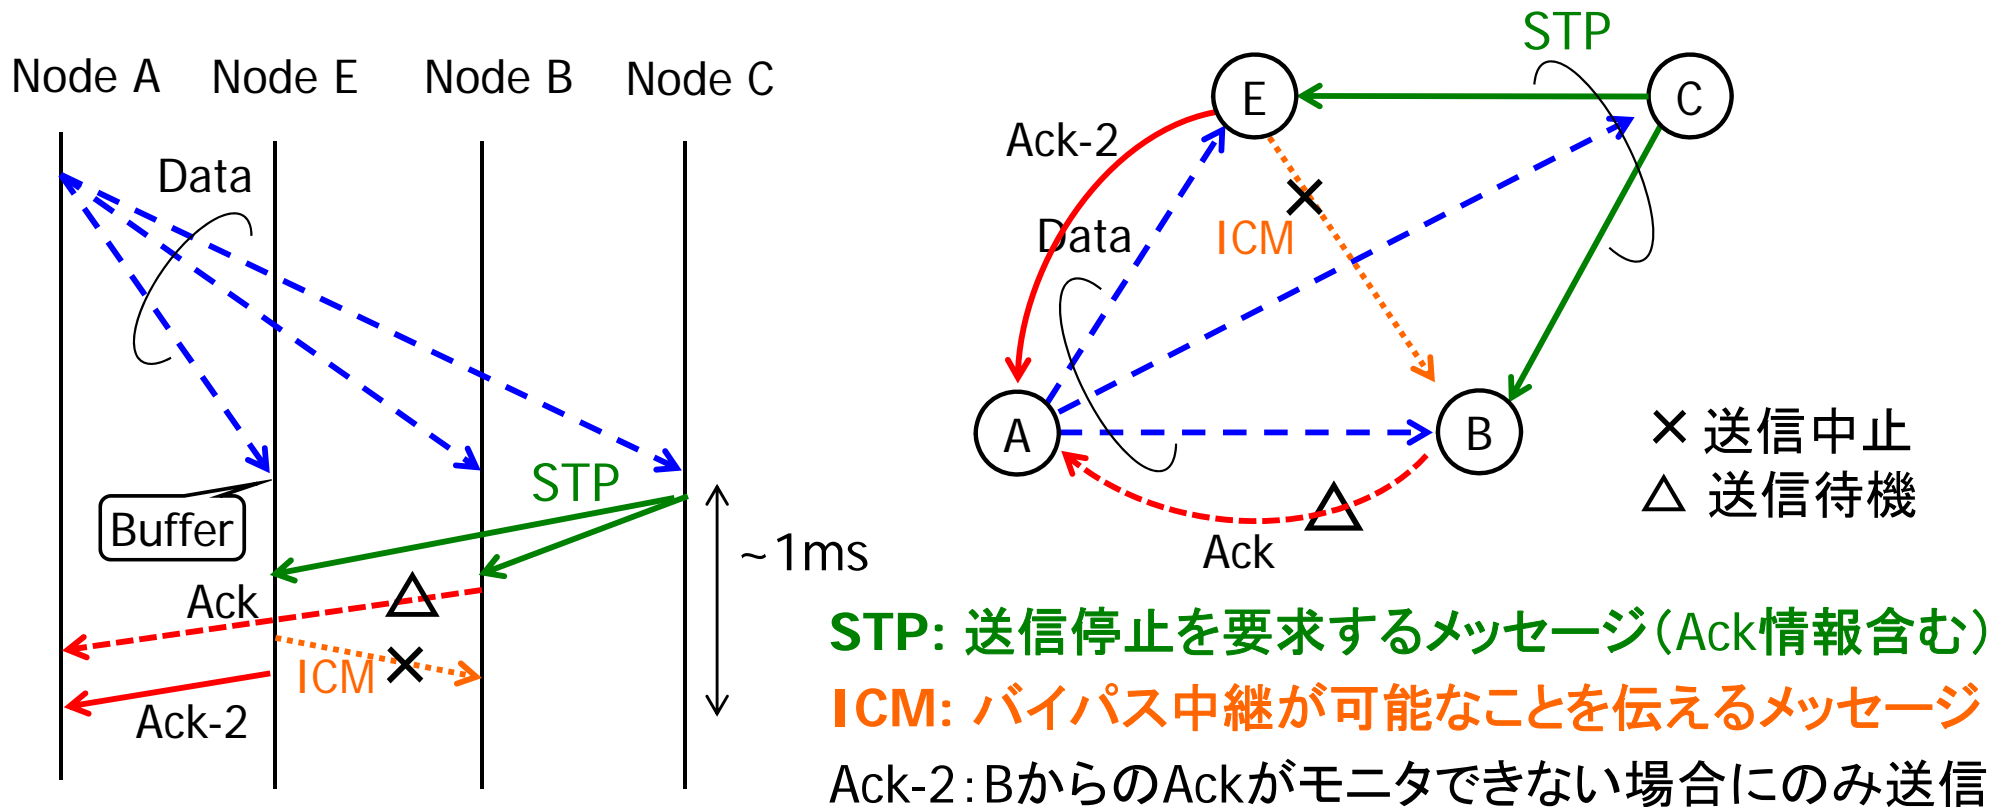 Node A
Node E
Node B
Node C
Data
STP
Buffer
~1ms
Ack
ICM
Ack-2
STP
E
C
Ack-2
Data
ICM
A
B
Ack
× 送信中止
△ 送信待機
STP: 送信停止を要求するメッセージ(Ack情報含む)
ICM: バイパス中継が可能なことを伝えるメッセージ
Ack-2:BからのAckがモニタできない場合にのみ送信